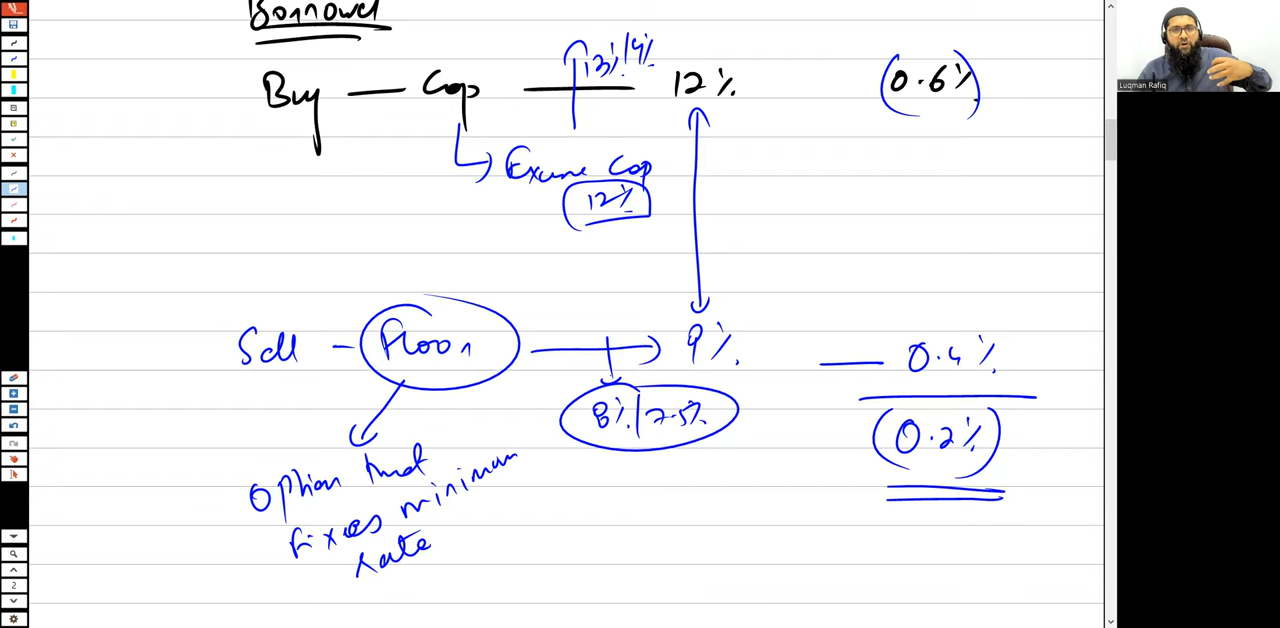 Borrower
Buy — Cap — 13%/14% 12% (0.6%)
Exercise Cap
12%
Sell — Floor 9% — 0.4%
8%/7.5% (0.2%)
Option that
fixes minimum
rate
Luqman Rafiq
2